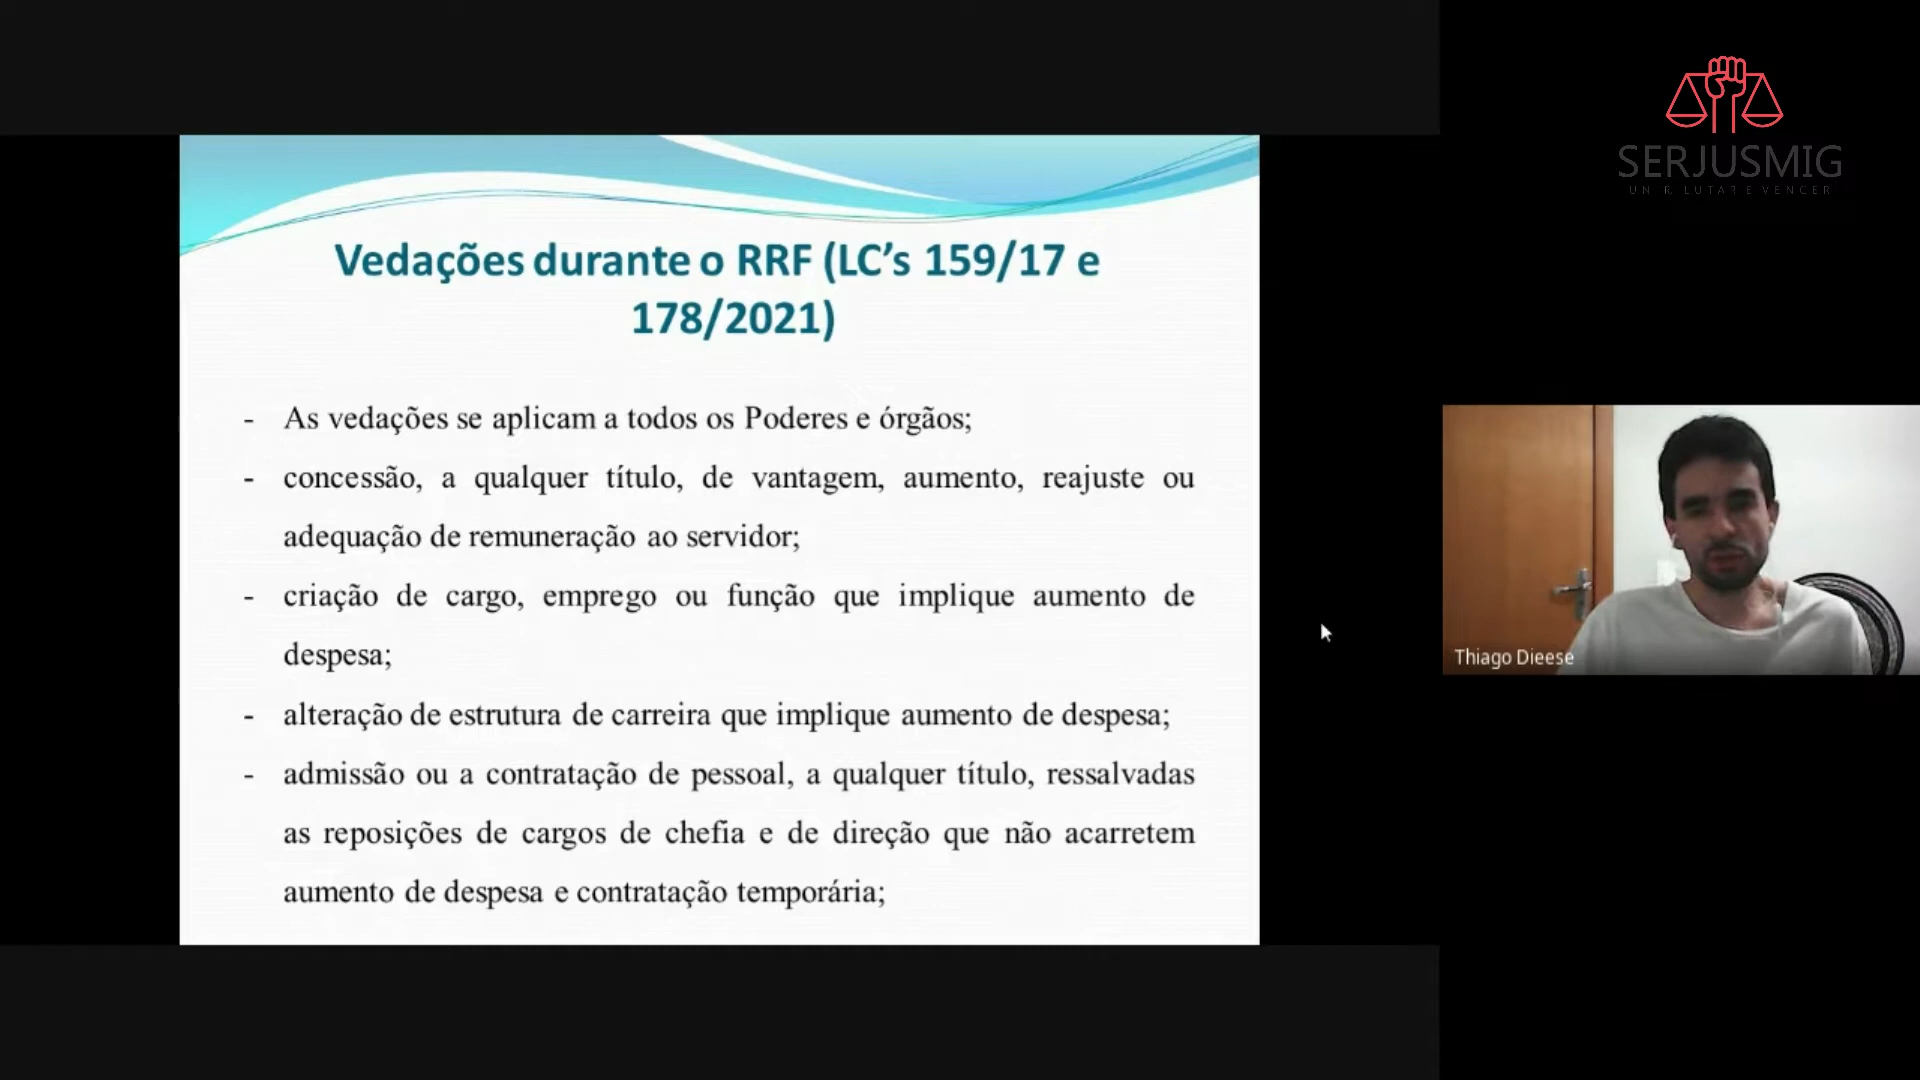 Vedações durante o RRF (LC’s 159/17 e
178/2021)
- As vedações se aplicam a todos os Poderes e órgãos;
- concessão, a qualquer título, de vantagem, aumento, reajuste ou
adequação de remuneração ao servidor;
- criação de cargo, emprego ou função que implique aumento de
despesa;
- alteração de estrutura de carreira que implique aumento de despesa;
- admissão ou a contratação de pessoal, a qualquer título, ressalvadas
as reposições de cargos de chefia e de direção que não acarretem
aumento de despesa e contratação temporária;
SERJUSMIG
UNIR, LUTAR E VENCER
Thiago Dieese